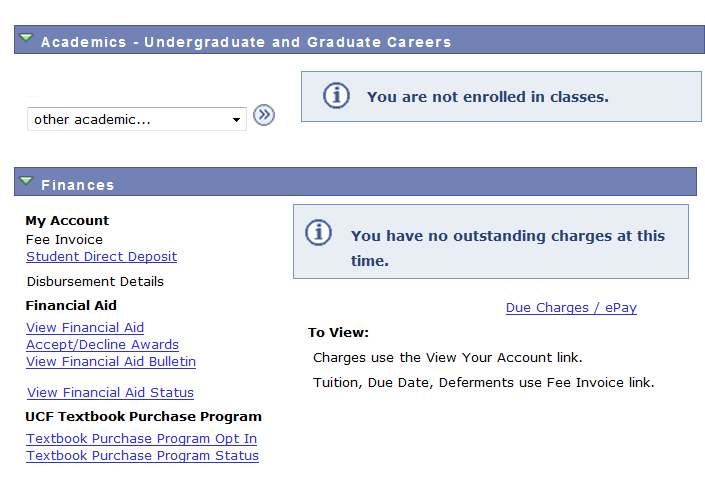 Academics - Undergraduate and Graduate Careers
other academic...
You are not enrolled in classes.
Finances
My Account
Fee Invoice
Student Direct Deposit
Disbursement Details
Financial Aid
View Financial Aid
Accept/Decline Awards
View Financial Aid Bulletin
View Financial Aid Status
UCF Textbook Purchase Program
Textbook Purchase Program Opt In
Textbook Purchase Program Status
You have no outstanding charges at this
time.
Due Charges / ePay
To View:
Charges use the View Your Account link.
Tuition, Due Date, Deferments use Fee Invoice link.